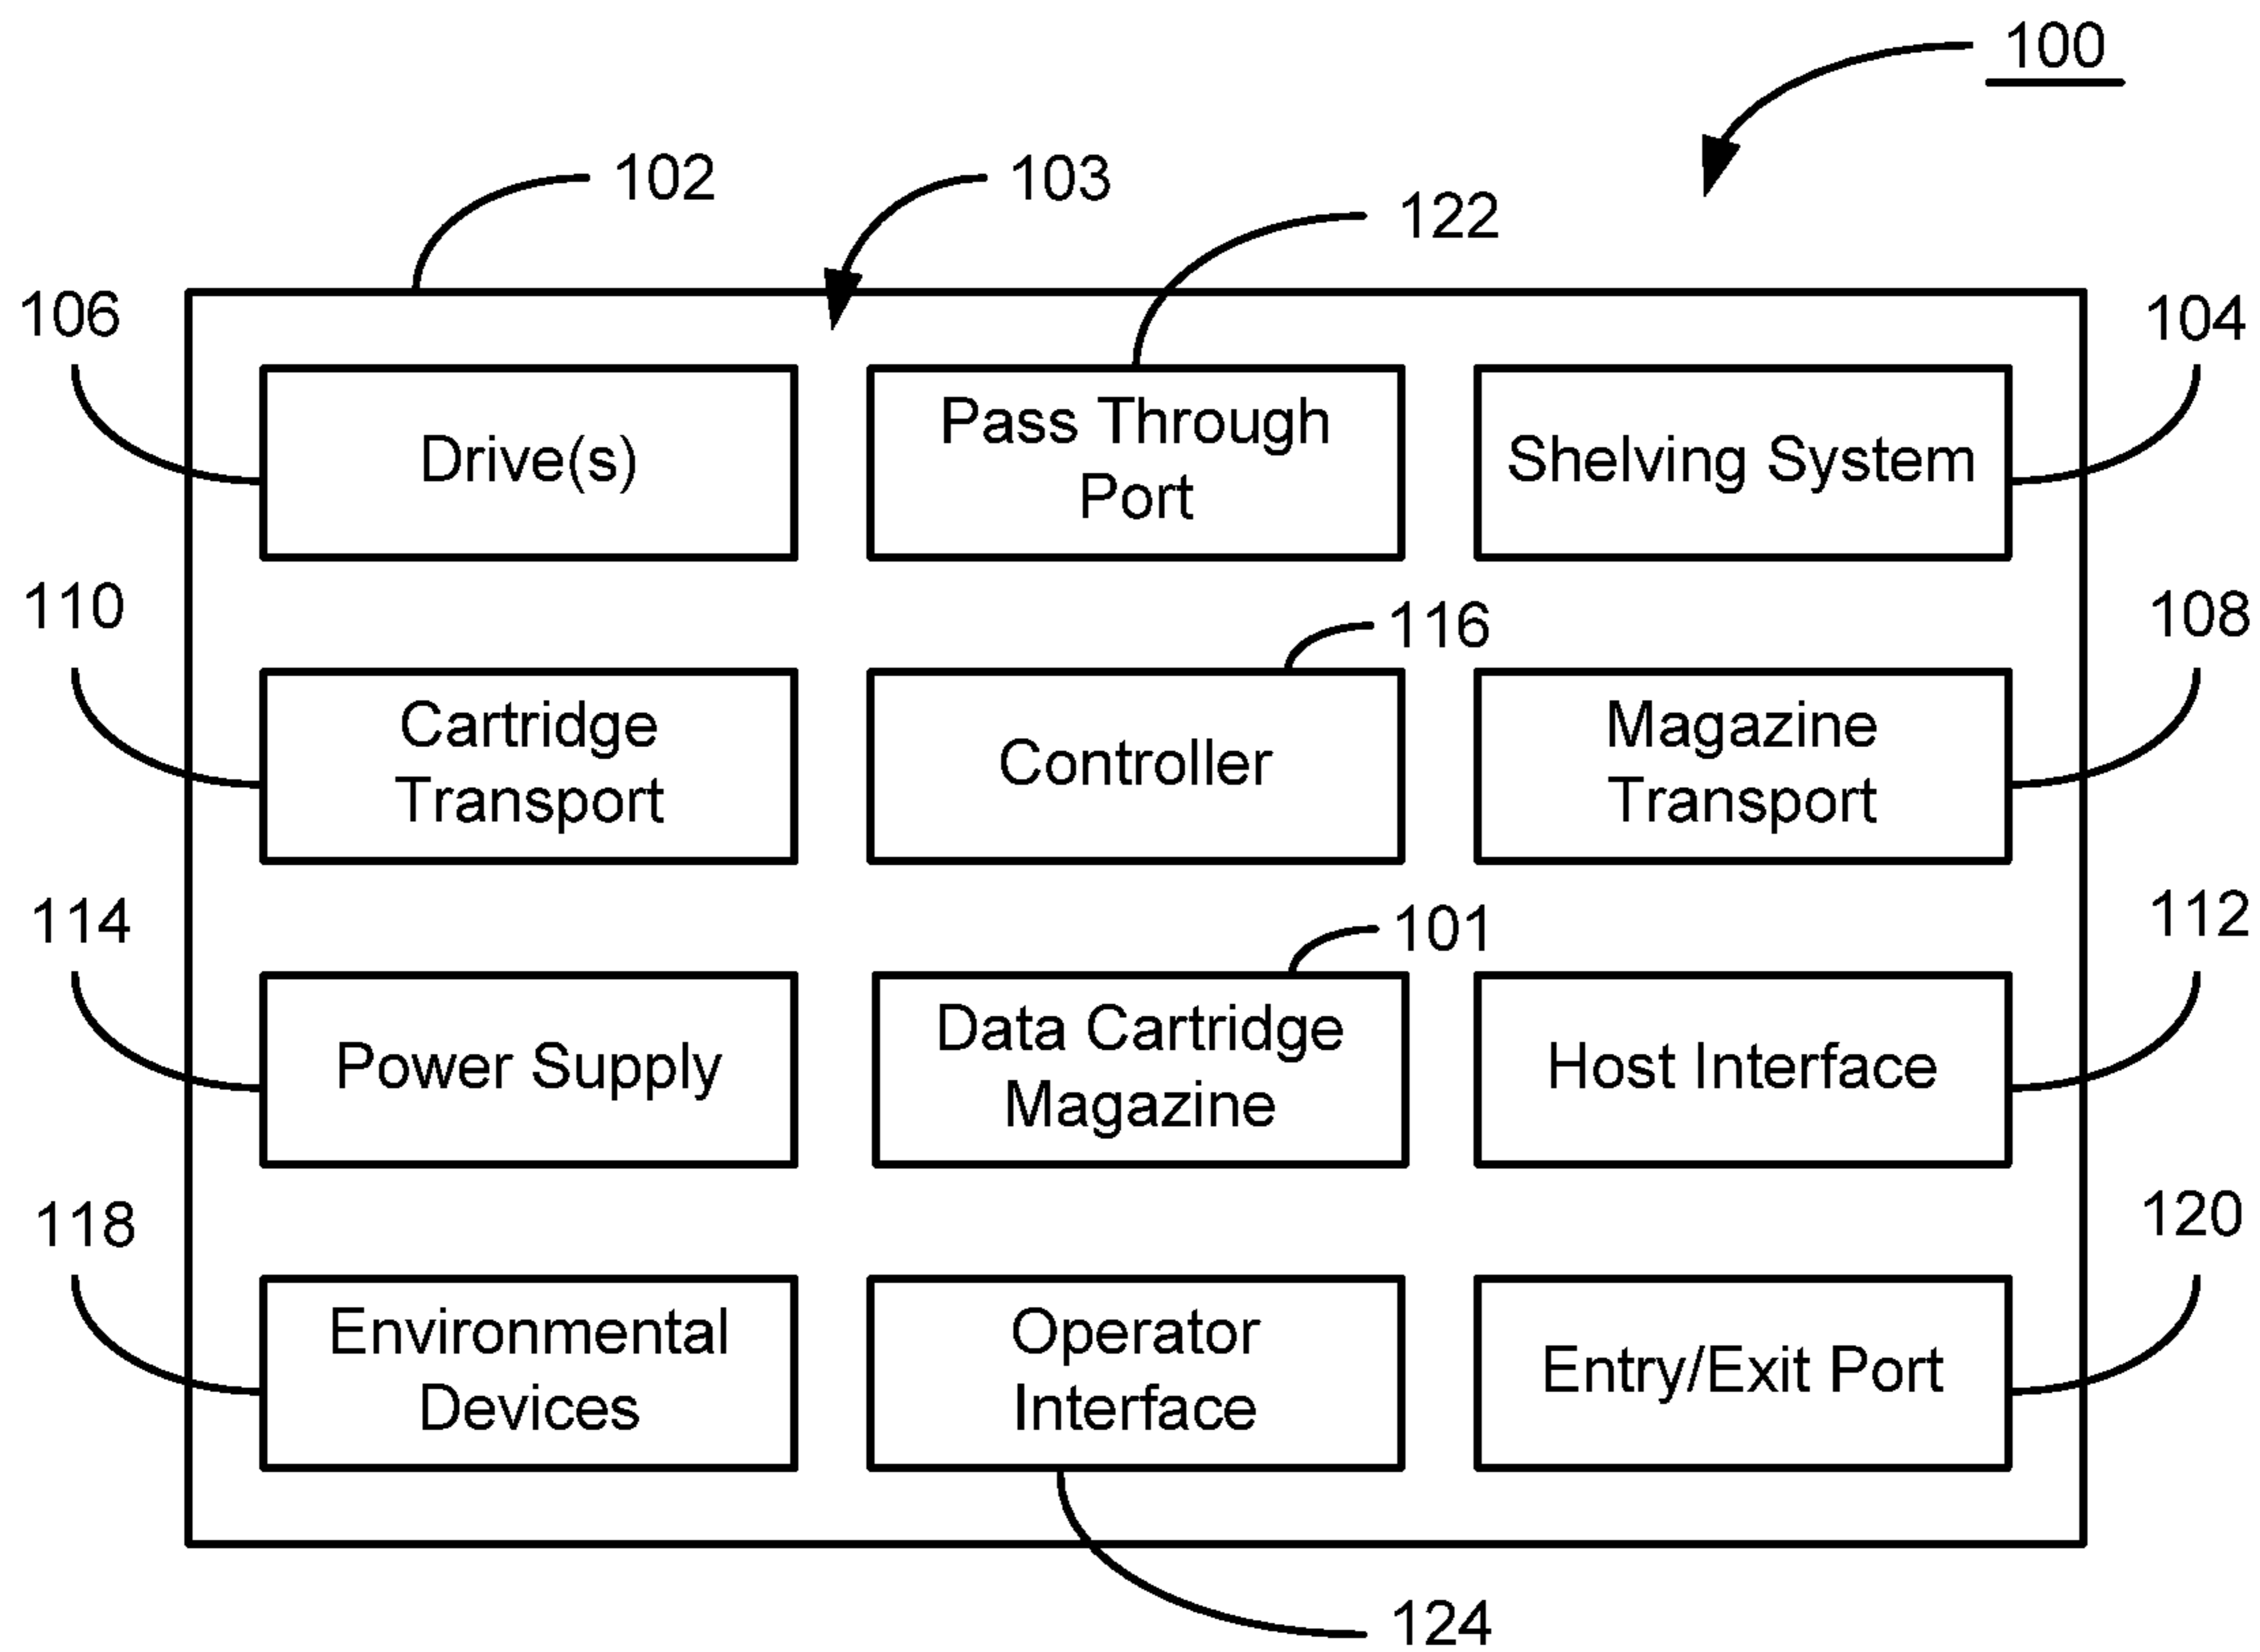 100
102
103
122
106
104
Drive(s)
Pass Through
Port
Shelving System
110
116
108
Cartridge
Transport
Controller
Magazine
Transport
114
101
112
Power Supply
Data Cartridge
Magazine
Host Interface
118
120
Environmental
Devices
Operator
Interface
Entry/Exit Port
124